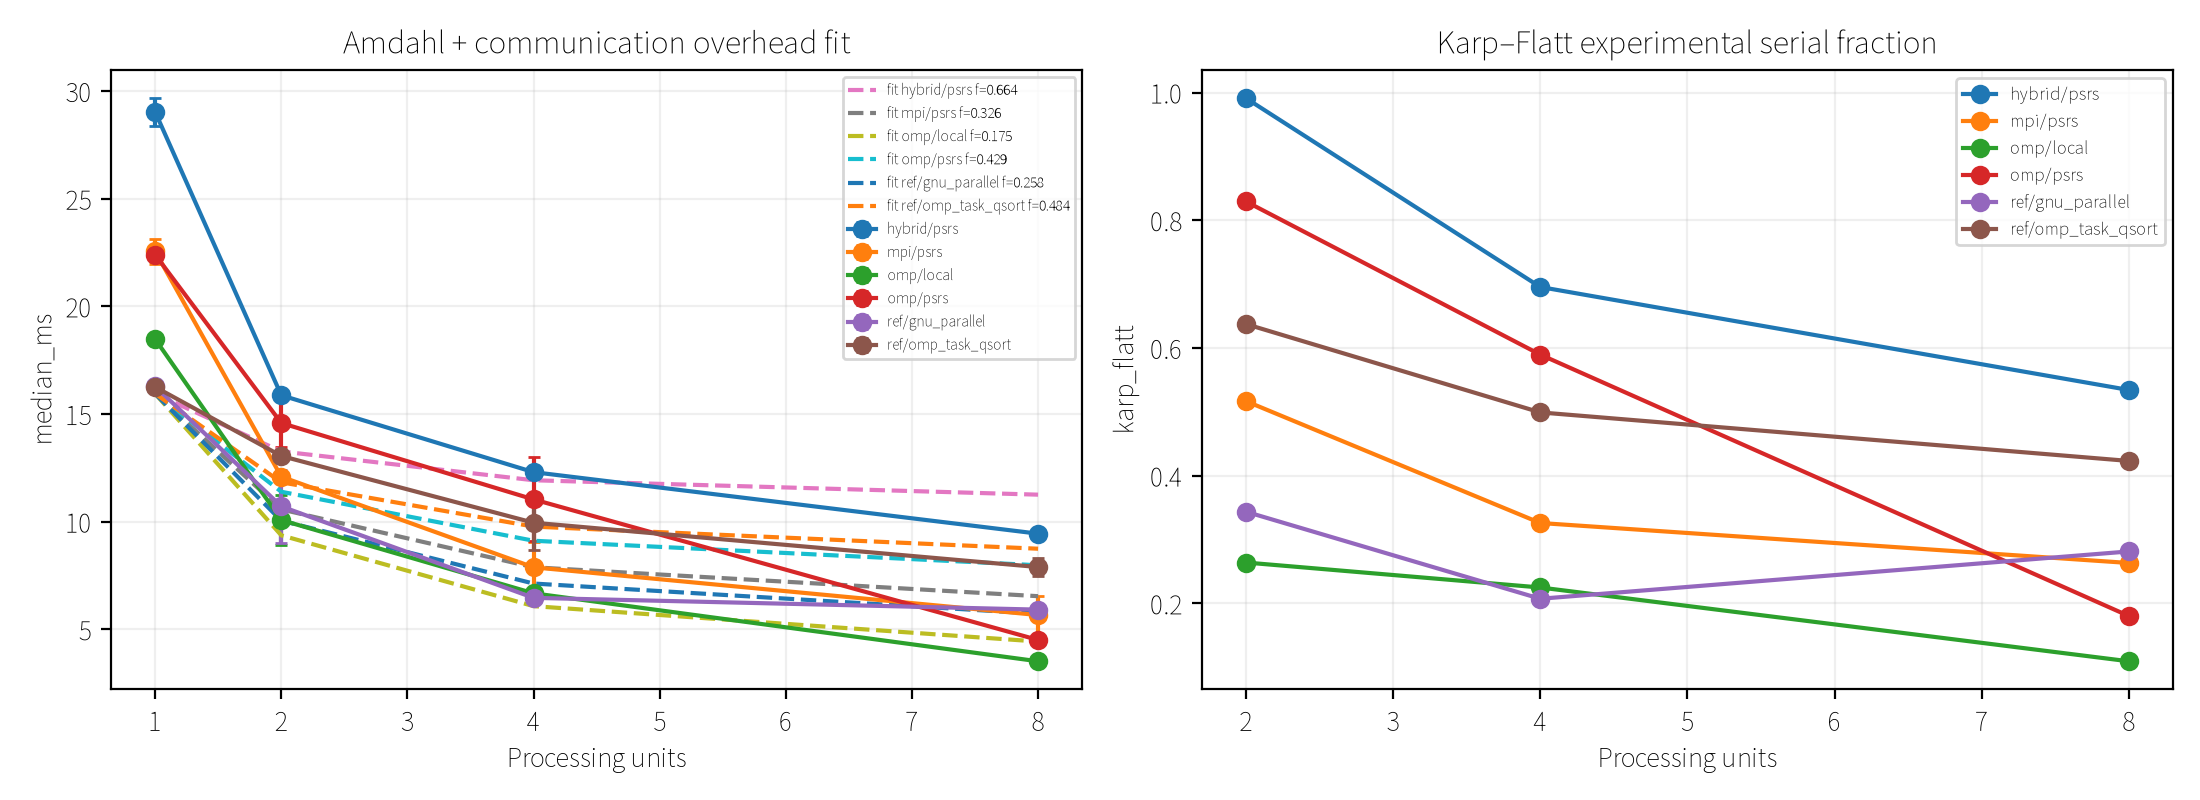 Amdahl + communication overhead fit
median_ms
30
25
20
15
10
5
1
2
3
4
5
6
7
8
Processing units
fit hybrid/psrs f=0.664
fit mpi/psrs f=0.326
fit omp/local f=0.175
fit omp/psrs f=0.429
fit ref/gnu_parallel f=0.258
fit ref/omp_task_qsort f=0.484
hybrid/psrs
mpi/psrs
omp/local
omp/psrs
ref/gnu_parallel
ref/omp_task_qsort
Karp–Flatt experimental serial fraction
karp_flatt
1.0
0.8
0.6
0.4
0.2
2
3
4
5
6
7
8
Processing units
hybrid/psrs
mpi/psrs
omp/local
omp/psrs
ref/gnu_parallel
ref/omp_task_qsort